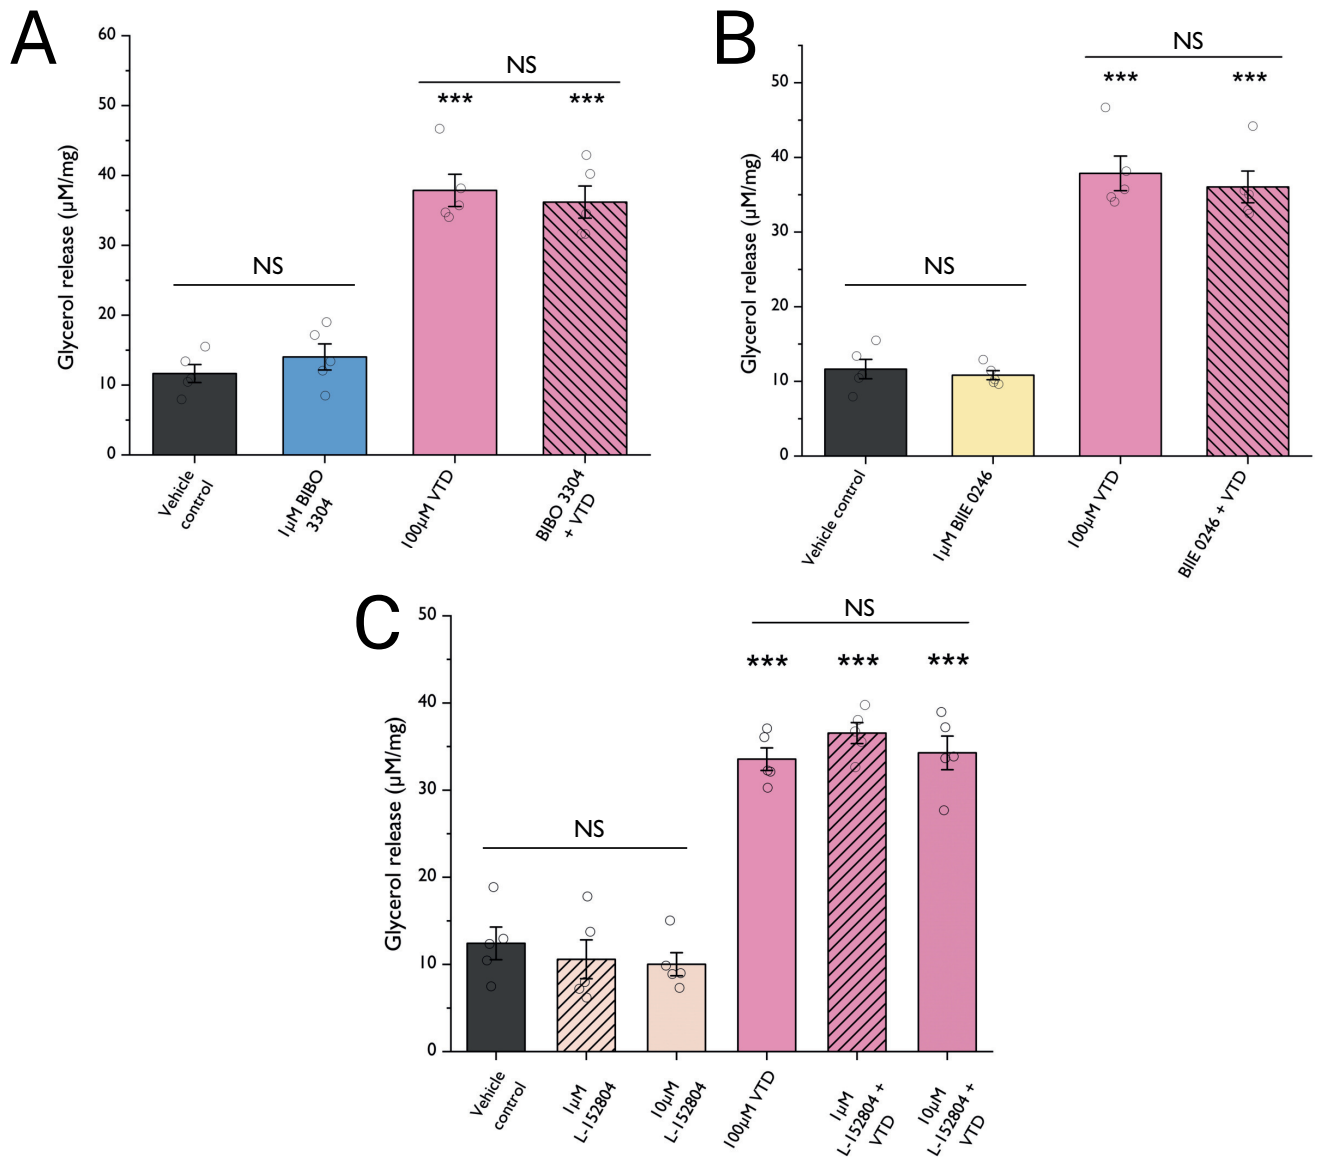 A
Glycerol release (µM/mg)
60
50
40
30
20
10
0
NS
NS
***
***
Vehicle
control
1µM BIBO
3304
100µM VTD
BIBO 3304
+ VTD
B
Glycerol release (µM/mg)
50
40
30
20
10
0
NS
NS
***
***
Vehicle control
1µM BIIE 0246
100µM VTD
BIIE 0246 + VTD
C
Glycerol release (µM/mg)
50
40
30
20
10
0
NS
NS
***
***
***
Vehicle
control
1µM
L-152804
10µM
L-152804
100µM VTD
1µM
L-152804 +
VTD
10µM
L-152804 +
VTD